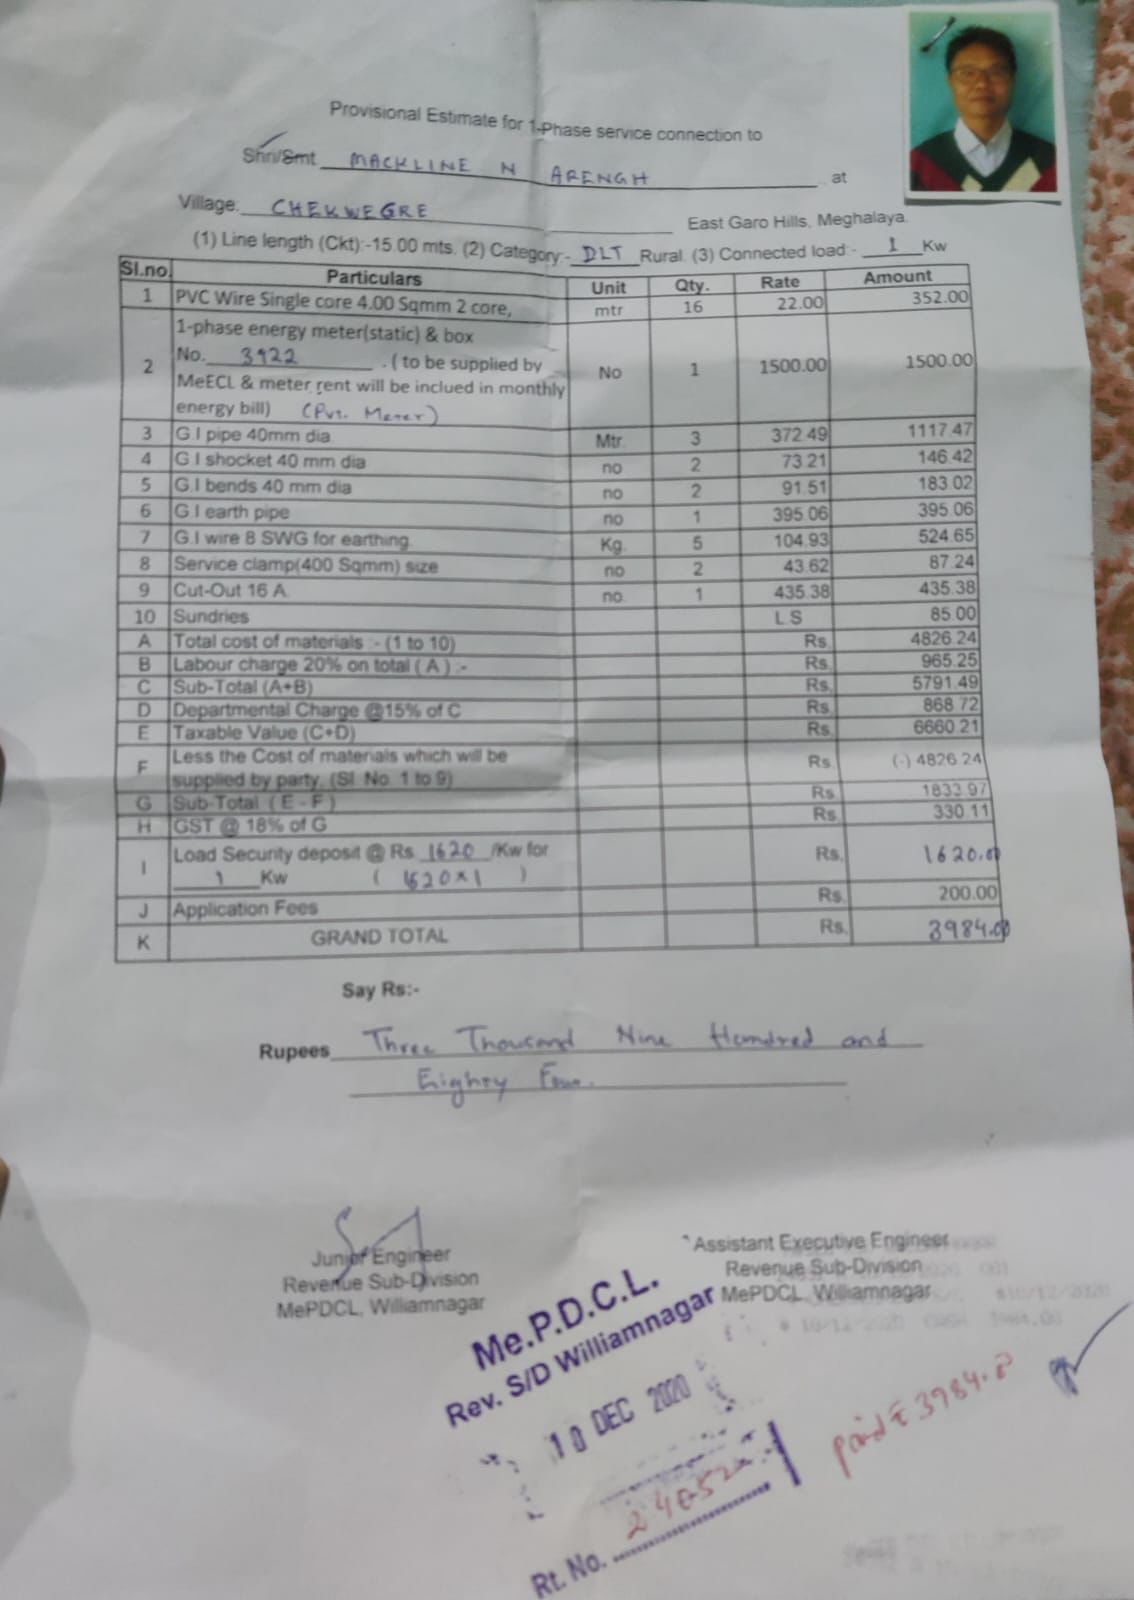 Provisional Estimate for 1-Phase service connection to
Shri/Smt MACKLINE N ARENGH at
Village: CHEKWEGRE East Garo Hills, Meghalaya.
(1) Line length (Ckt):-15.00 mts. (2) Category:- DLT Rural. (3) Connected load:- 1 Kw
Sl.no. Particulars Unit Qty. Rate Amount
1 PVC Wire Single core 4.00 Sqmm 2 core, mtr 16 22.00 352.00
2 1-phase energy meter(static) & box
No. 3922 . ( to be supplied by
MeECL & meter rent will be inclued in monthly
energy bill) (Pvt. Meter) No 1 1500.00 1500.00
3 G.I pipe 40mm dia. Mtr. 3 372.49 1117.47
4 G I shocket 40 mm dia no 2 73.21 146.42
5 G.I bends 40 mm dia no 2 91.51 183.02
6 G.I earth pipe no 1 395.06 395.06
7 G.I wire 8 SWG for earthing. Kg. 5 104.93 524.65
8 Service clamp(400 Sqmm) size no 2 43.62 87.24
9 Cut-Out 16 A no. 1 435.38 435.38
10 Sundries L.S 85.00
A Total cost of materials :- (1 to 10) Rs. 4826.24
B Labour charge 20% on total ( A ) :- Rs. 965.25
C Sub-Total (A+B) Rs. 5791.49
D Departmental Charge @15% of C Rs. 868.72
E Taxable Value (C+D) Rs. 6660.21
F Less the Cost of materials which will be
supplied by party. (Sl. No. 1 to 9) Rs. (-) 4826.24
G Sub-Total ( E - F ) Rs. 1833.97
H GST @ 18% of G Rs. 330.11
I Load Security deposit @ Rs. 1620 /Kw for
1 Kw ( 1620×1 ) Rs. 1620.00
J Application Fees Rs. 200.00
K GRAND TOTAL Rs. 3984.00
Say Rs:-
Rupees Three Thousand Nine Hundred and
Eighty Four.
Junior Engineer
Revenue Sub-Division
MePDCL, Williamnagar
Assistant Executive Engineer
Revenue Sub-Division
MePDCL, Williamnagar
Me.P.D.C.L.
Rev. S/D Williamnagar
10 DEC 2020
Rt. No.
paid ₹ 3984.